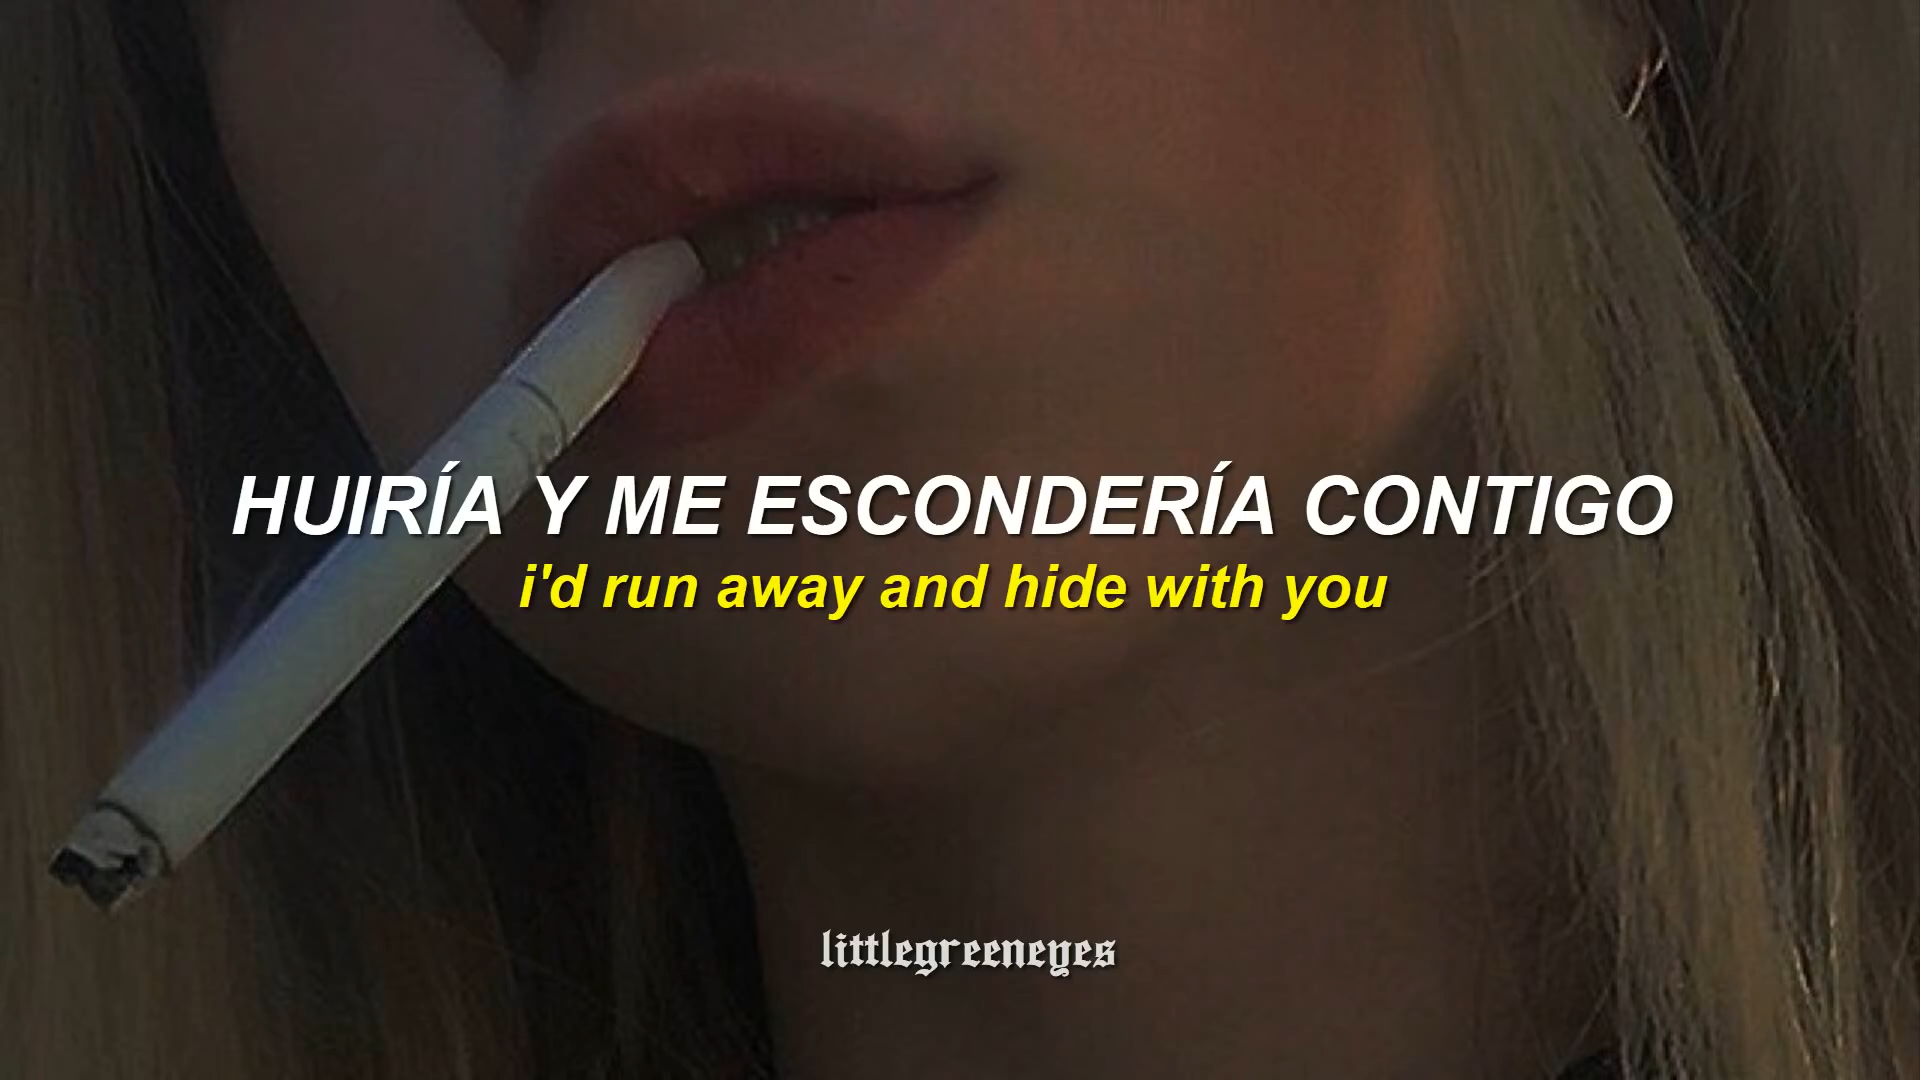 HUIRÍA Y ME ESCONDERÍA CONTIGO
i'd run away and hide with you
littlegreeneyes